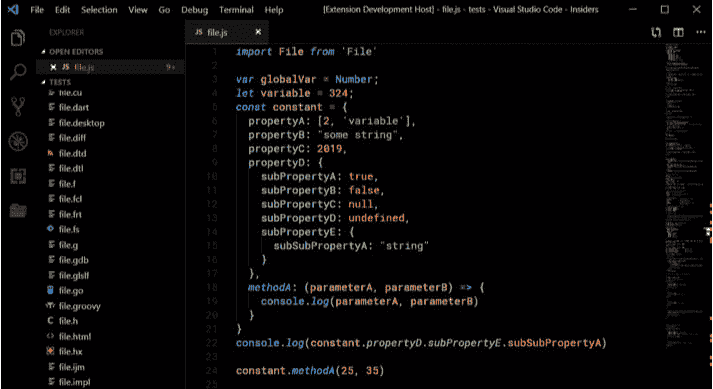 File Edit Selection View Go Debug Terminal Help [Extension Development Host] - file.js - tests - Visual Studio Code - Insiders
EXPLORER
OPEN EDITORS
file.js 9+
TESTS
file.cu
file.dart
file.desktop
file.diff
file.dtd
file.dtl
file.f
file.fcl
file.frt
file.fs
file.g
file.gdb
file.glslf
file.go
file.groovy
file.h
file.html
file.hx
file.ijm
file.impl
JS file.js
1 import File from 'File'
2
3 var globalVar = Number;
4 let variable = 324;
5 const constant = {
6 propertyA: [2, 'variable'],
7 propertyB: "some string",
8 propertyC: 2019,
9 propertyD: {
10 subPropertyA: true,
11 subPropertyB: false,
12 subPropertyC: null,
13 subPropertyD: undefined,
14 subPropertyE: {
15 subSubPropertyA: "string"
16 }
17 },
18 methodA: (parameterA, parameterB) => {
19 console.log(parameterA, parameterB)
20 }
21 }
22 console.log(constant.propertyD.subPropertyE.subSubPropertyA)
23
24 constant.methodA(25, 35)
25